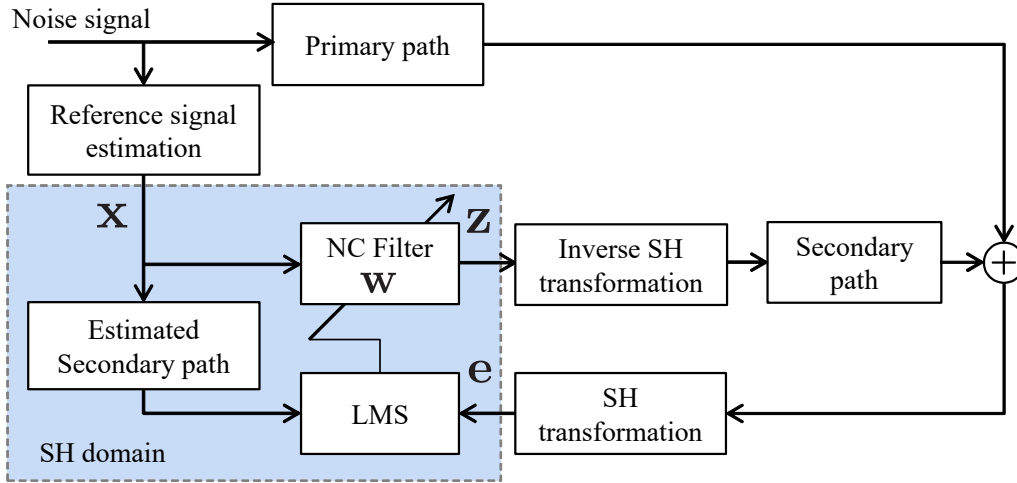 Noise signal
Primary path
Reference signal
estimation
x
z
NC Filter
w
Inverse SH
transformation
Secondary
path
+
Estimated
Secondary path
e
LMS
SH
transformation
SH domain